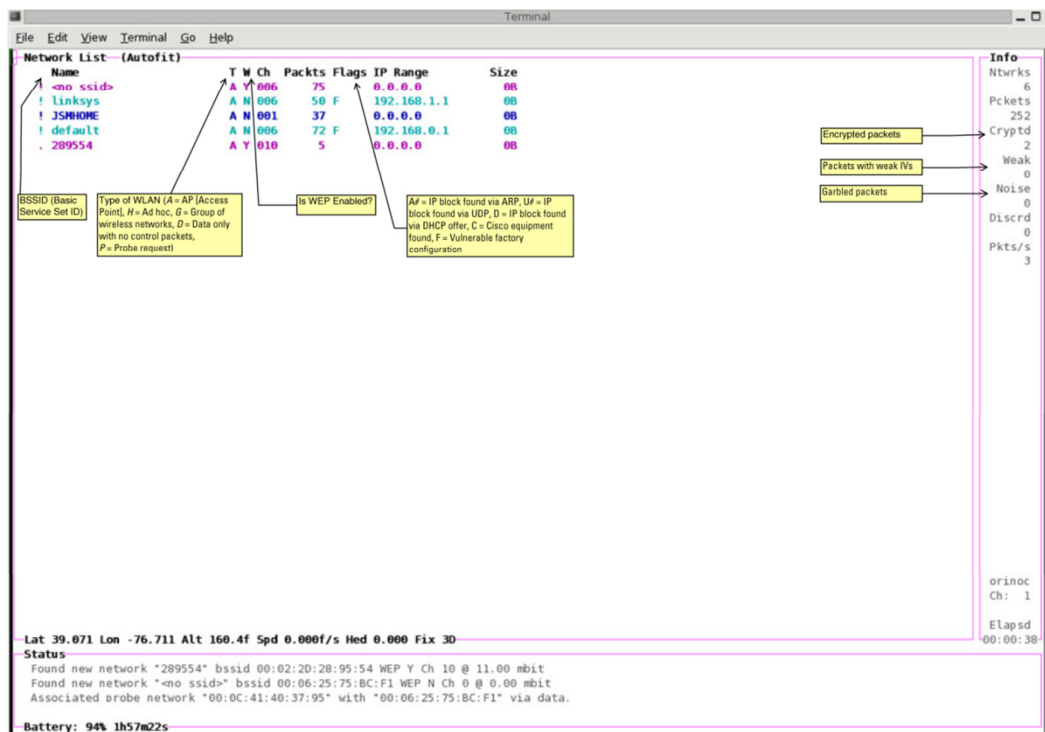 Terminal
File Edit View Terminal Go Help
Network List (Autofit)
Name T W Ch Packts Flags IP Range Size
! <no ssid> A Y 006 75 0.0.0.0 0B
! linksys A N 006 50 F 192.168.1.1 0B
! JSMHOME A N 001 37 0.0.0.0 0B
! default A N 006 72 F 192.168.0.1 0B
. 289554 A Y 010 5 0.0.0.0 0B
BSSID (Basic
Service Set ID)
Type of WLAN (A = AP [Access
Point], H = Ad hoc, G = Group of
wireless networks, D = Data only
with no control packets,
P = Probe request)
Is WEP Enabled?
A# = IP block found via ARP, U# = IP
block found via UDP, D = IP block found
via DHCP offer, C = Cisco equipment
found, F = Vulnerable factory
configuration
Encrypted packets
Packets with weak IVs
Garbled packets
Info
Ntwrks
6
Pckets
252
Cryptd
2
Weak
0
Noise
0
Discrd
0
Pkts/s
3
orinoc
Ch: 1
Elapsd
00:00:38
Lat 39.071 Lon -76.711 Alt 160.4f Spd 0.000f/s Hed 0.000 Fix 3D
Status
Found new network "289554" bssid 00:02:2D:28:95:54 WEP Y Ch 10 @ 11.00 mbit
Found new network "<no ssid>" bssid 00:06:25:75:BC:F1 WEP N Ch 0 @ 0.00 mbit
Associated probe network "00:0C:41:40:37:95" with "00:06:25:75:BC:F1" via data.
Battery: 94% 1h57m22s